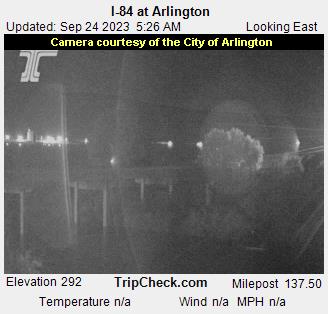 I-84 at Arlington
Updated: Sep 24 2023 5:26 AM Looking East
Camera courtesy of the City of Arlington
Elevation 292 TripCheck.com Milepost 137.50
Temperature n/a Wind n/a MPH n/a